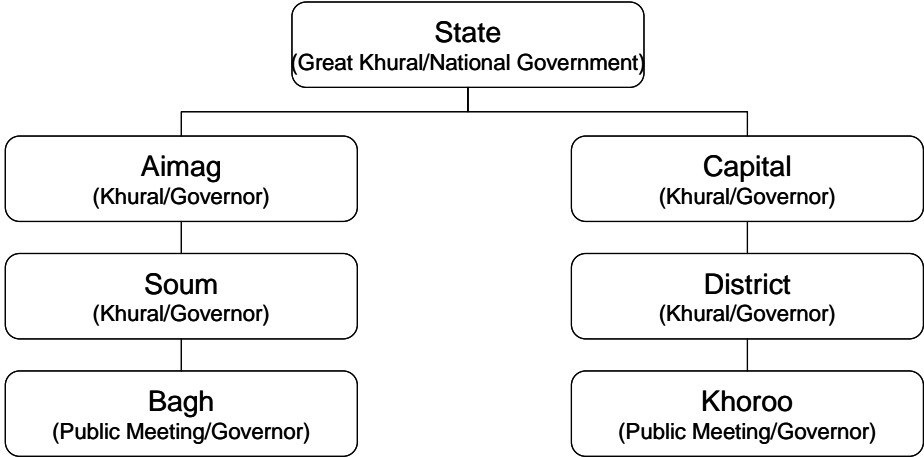 State
(Great Khural/National Government)
Aimag
(Khural/Governor)
Capital
(Khural/Governor)
Soum
(Khural/Governor)
District
(Khural/Governor)
Bagh
(Public Meeting/Governor)
Khoroo
(Public Meeting/Governor)